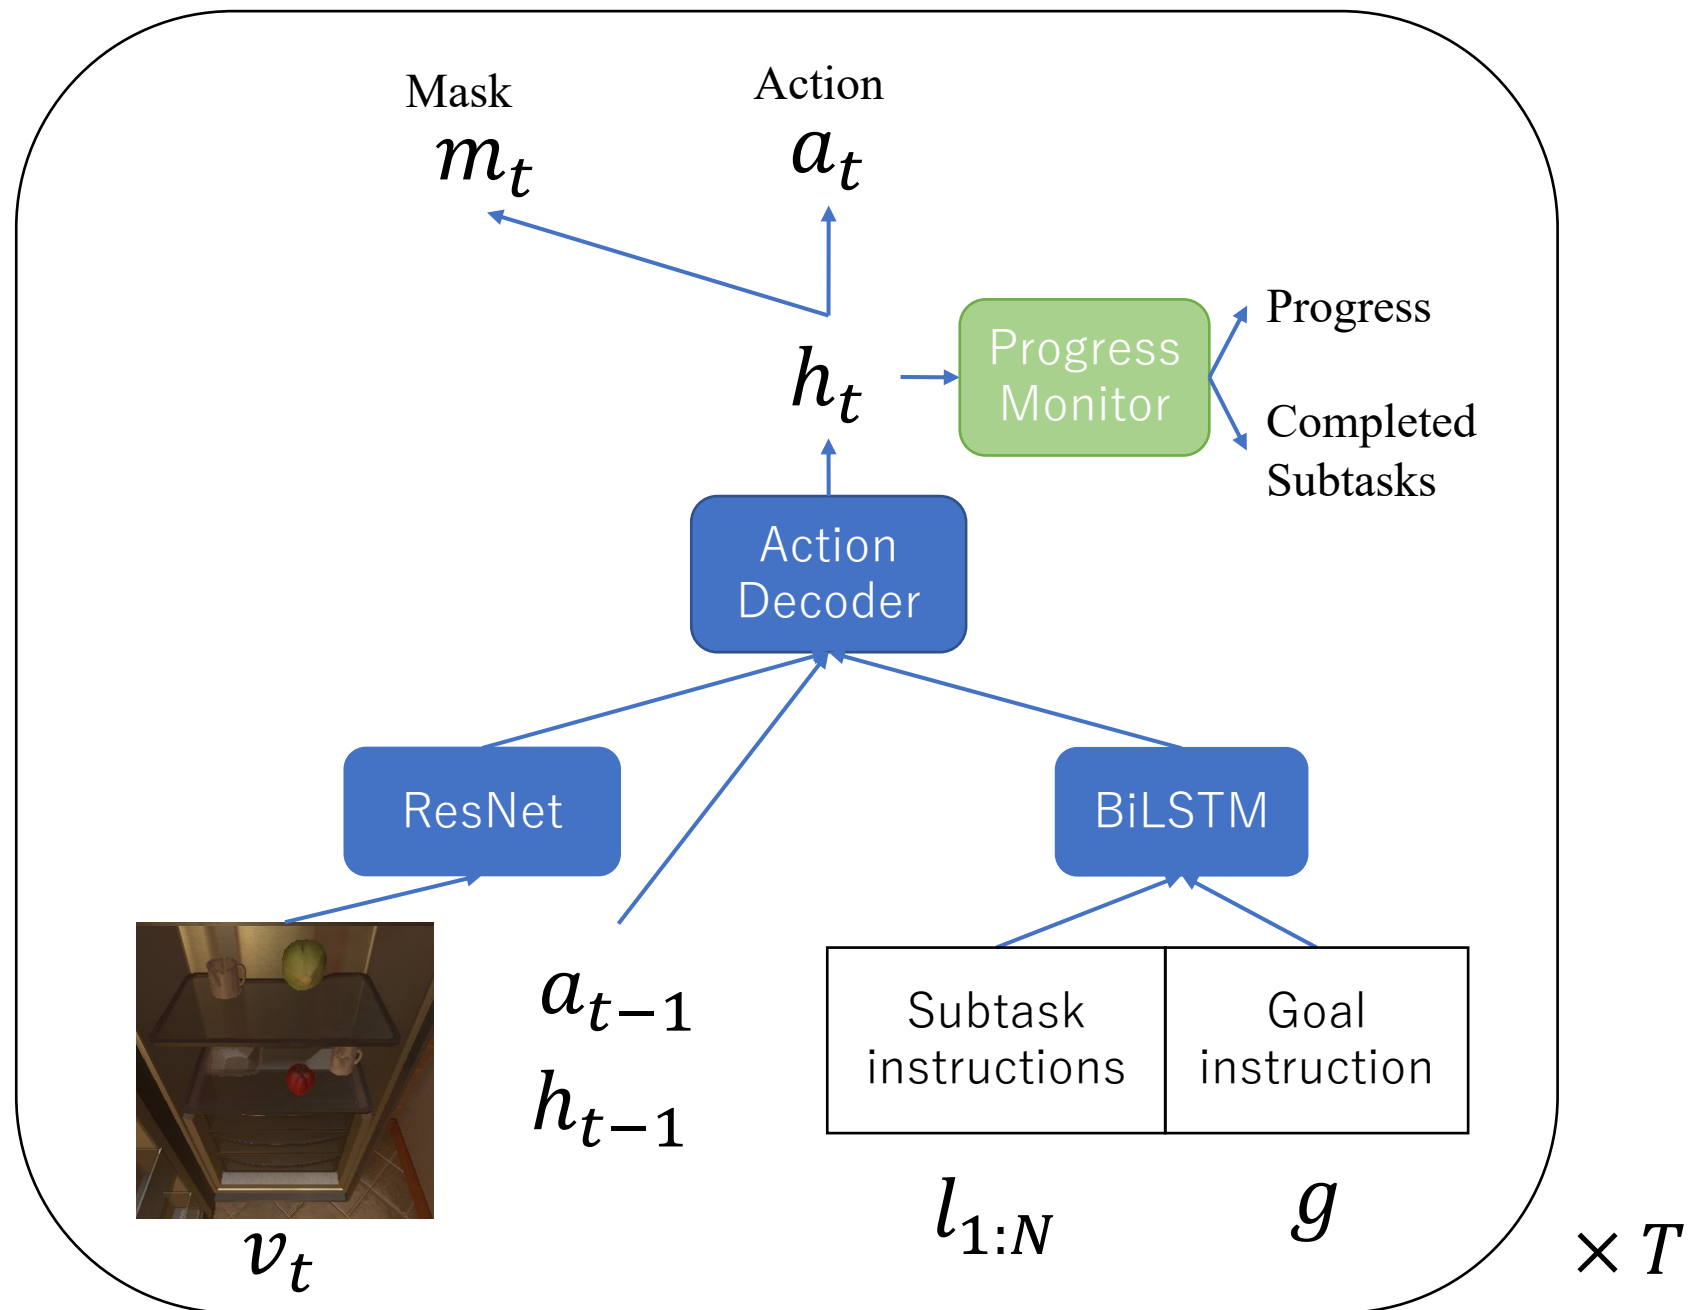 Mask
Action
m_t
a_t
Progress
Progress
Monitor
h_t
Completed
Subtasks
Action
Decoder
ResNet
BiLSTM
a_{t-1}
h_{t-1}
Subtask
instructions
Goal
instruction
l_{1:N}
g
v_t
× T